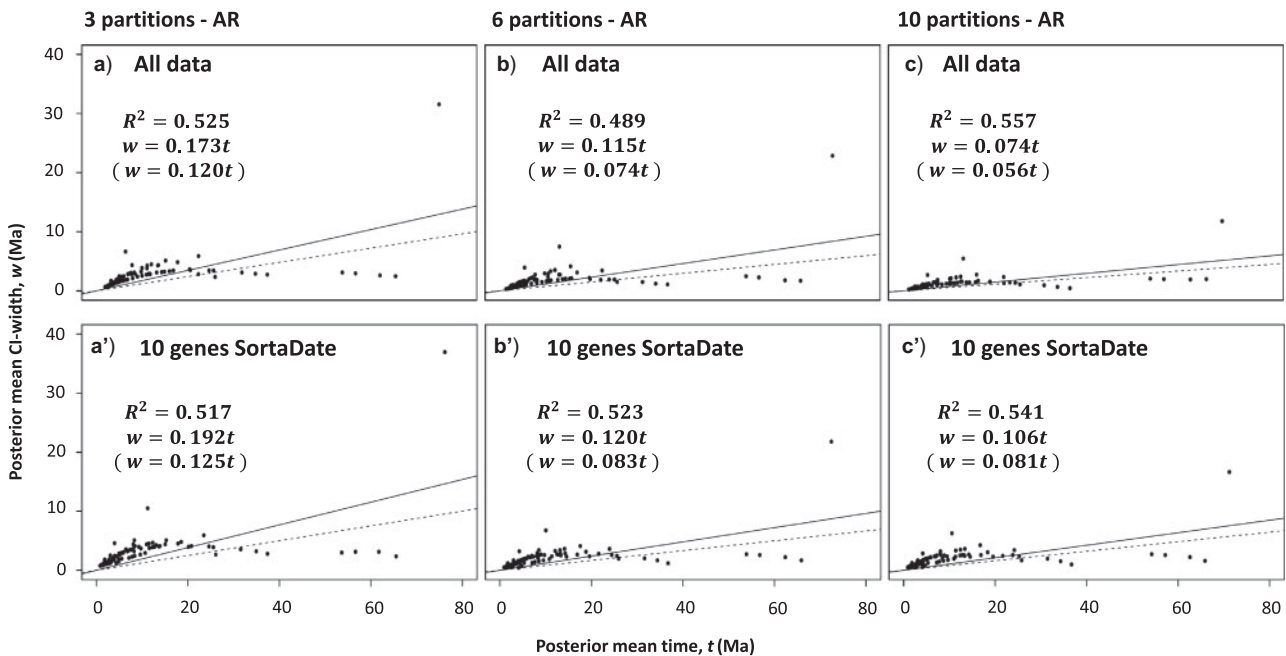 3 partitions - AR
6 partitions - AR
10 partitions - AR
a) All data
R² = 0.525
w = 0.173t
( w = 0.120t )
b) All data
R² = 0.489
w = 0.115t
( w = 0.074t )
c) All data
R² = 0.557
w = 0.074t
( w = 0.056t )
40
30
20
10
0
a') 10 genes SortaDate
R² = 0.517
w = 0.192t
( w = 0.125t )
b') 10 genes SortaDate
R² = 0.523
w = 0.120t
( w = 0.083t )
c') 10 genes SortaDate
R² = 0.541
w = 0.106t
( w = 0.081t )
40
30
20
10
0
0 20 40 60 80
0 20 40 60 80
0 20 40 60 80
Posterior mean CI-width, w (Ma)
Posterior mean time, t (Ma)